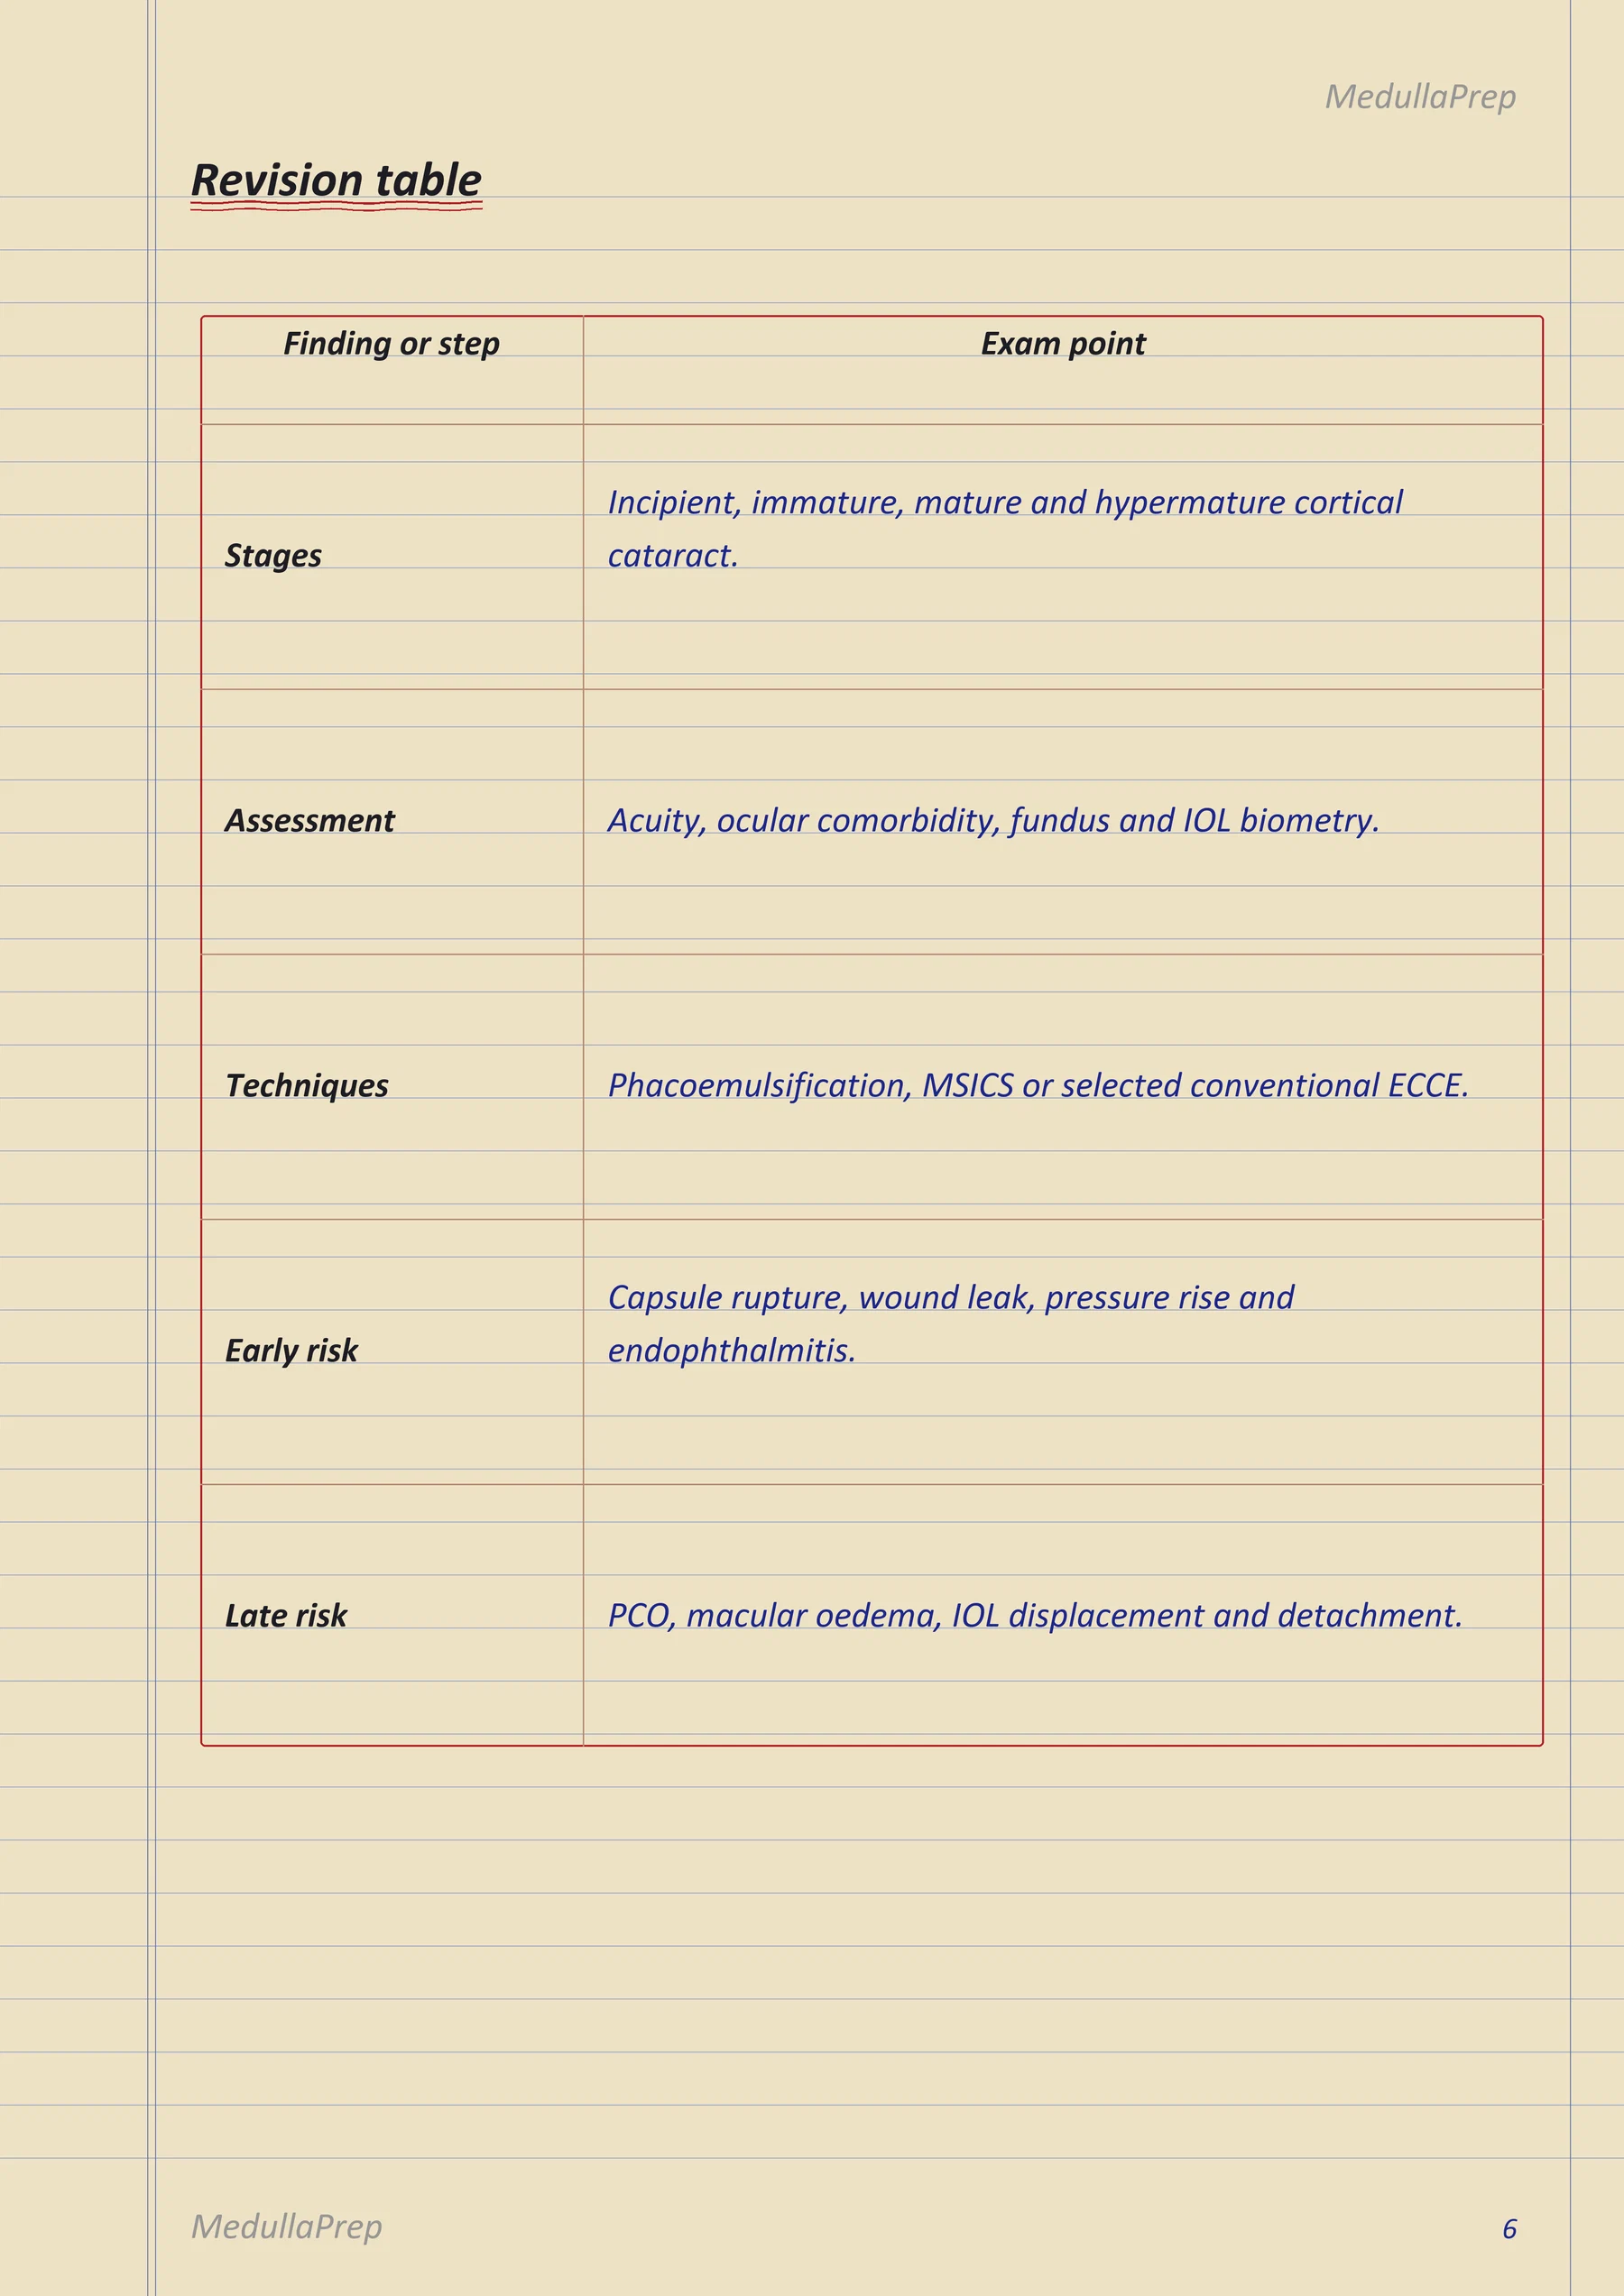 MedullaPrep
Revision table
Finding or step
Exam point
Stages
Incipient, immature, mature and hypermature cortical
cataract.
Assessment
Acuity, ocular comorbidity, fundus and IOL biometry.
Techniques
Phacoemulsification, MSICS or selected conventional ECCE.
Early risk
Capsule rupture, wound leak, pressure rise and
endophthalmitis.
Late risk
PCO, macular oedema, IOL displacement and detachment.
MedullaPrep
6